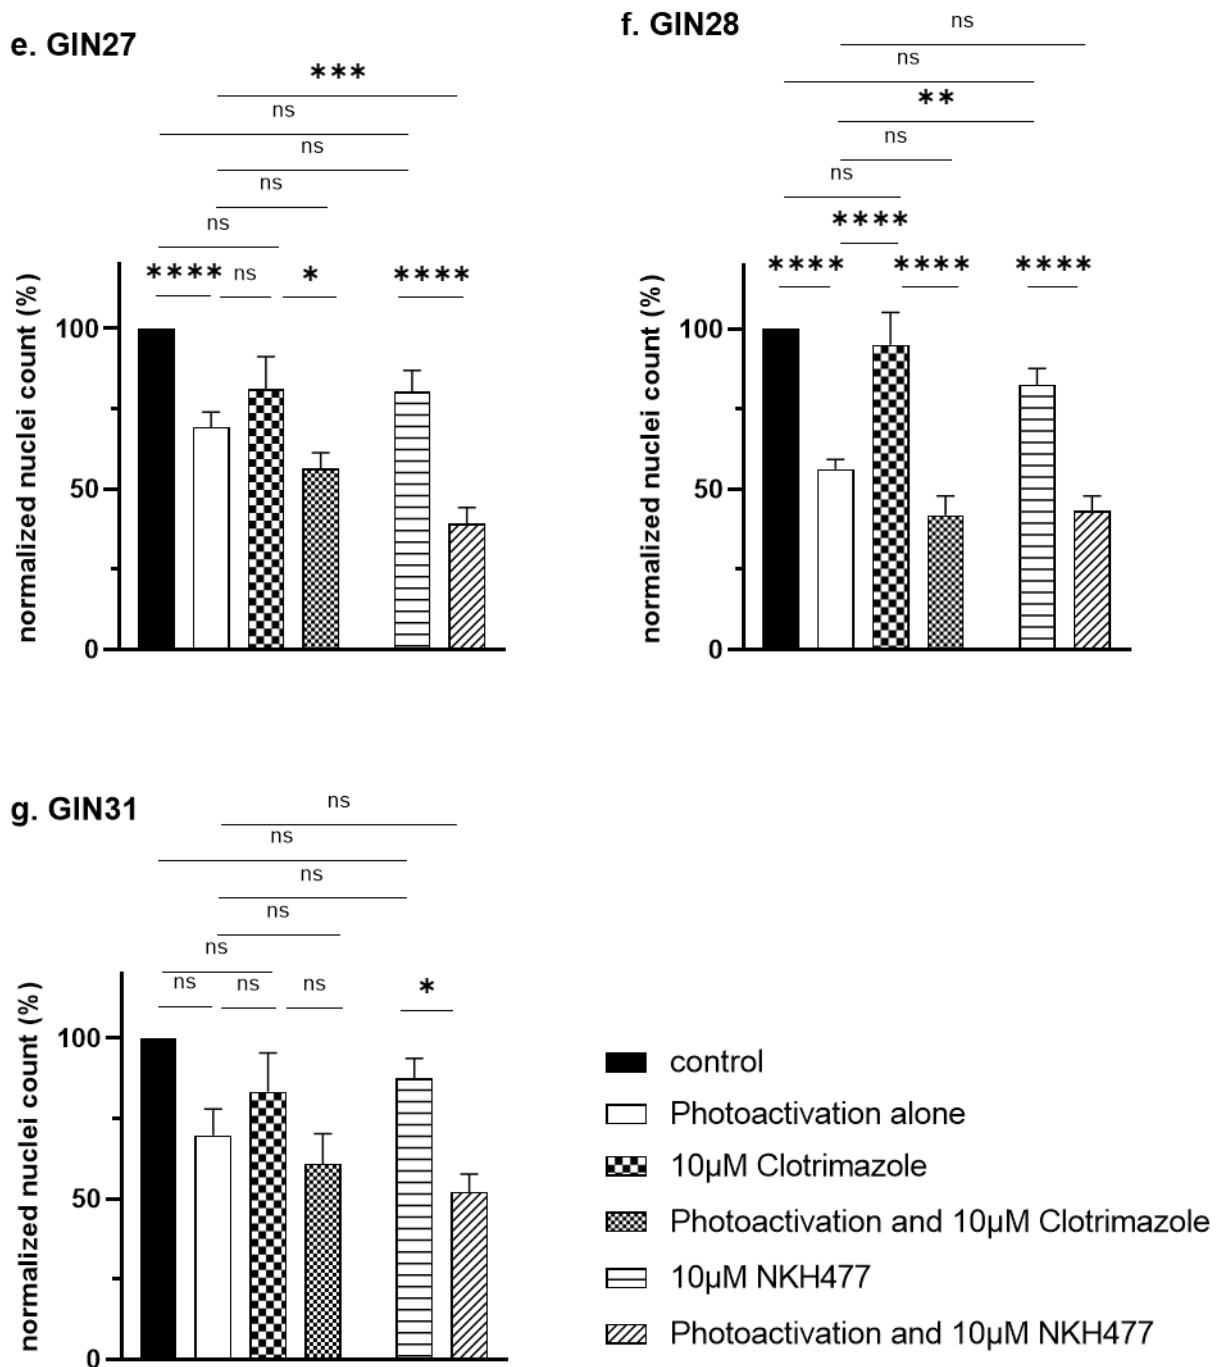 e. GIN27
***
ns
ns
ns
ns
**** ns * ****
normalized nuclei count (%)
100
50
0
f. GIN28
ns
ns
**
ns
ns
****
**** **** ****
normalized nuclei count (%)
100
50
0
g. GIN31
ns
ns
ns
ns
ns
ns ns ns *
normalized nuclei count (%)
100
50
0
control
Photoactivation alone
10µM Clotrimazole
Photoactivation and 10µM Clotrimazole
10µM NKH477
Photoactivation and 10µM NKH477